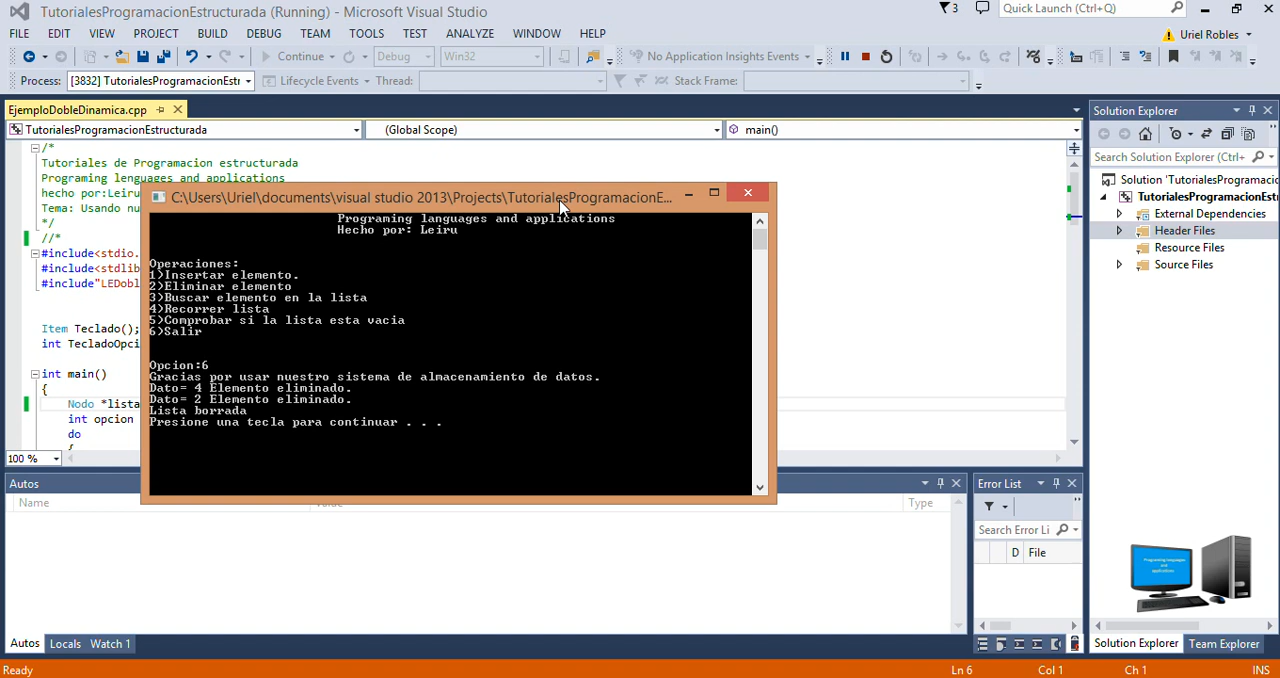 TutorialesProgramacionEstructurada (Running) - Microsoft Visual Studio
3
Quick Launch (Ctrl+Q)
FILE EDIT VIEW PROJECT BUILD DEBUG TEAM TOOLS TEST ANALYZE WINDOW HELP
Uriel Robles
Continue Debug Win32 No Application Insights Events
Process: [3832] TutorialesProgramacionEstr Lifecycle Events Thread: Stack Frame:
EjemploDobleDinamica.cpp
TutorialesProgramacionEstructurada (Global Scope) main()
/*
Tutoriales de Programacion estructurada
Programing lenguages and applications
hecho por:Leiru
Tema: Usando nu
*/
//*
#include<stdio.
#include<stdlib
#include"LEDobl
Item Teclado();
int TecladoOpci
int main()
{
Nodo *lista
int opcion
do
{
100 %
C:\Users\Uriel\documents\visual studio 2013\Projects\TutorialesProgramacionE...
Programing languages and applications
Hecho por: Leiru
Operaciones:
1)Insertar elemento.
2)Eliminar elemento
3)Buscar elemento en la lista
4)Recorrer lista
5)Comprobar si la lista esta vacia
6)Salir
Opcion:6
Gracias por usar nuestro sistema de almacenamiento de datos.
Dato= 4 Elemento eliminado.
Dato= 2 Elemento eliminado.
Lista borrada
Presione una tecla para continuar . . .
Solution Explorer
Search Solution Explorer (Ctrl+
Solution 'TutorialesProgramacio
TutorialesProgramacionEstr
External Dependencies
Header Files
Resource Files
Source Files
Autos
Name Value Type
Error List
Search Error Li
D File
Programing languages
and
applications
Autos Locals Watch 1
Solution Explorer Team Explorer
Ready Ln 6 Col 1 Ch 1 INS